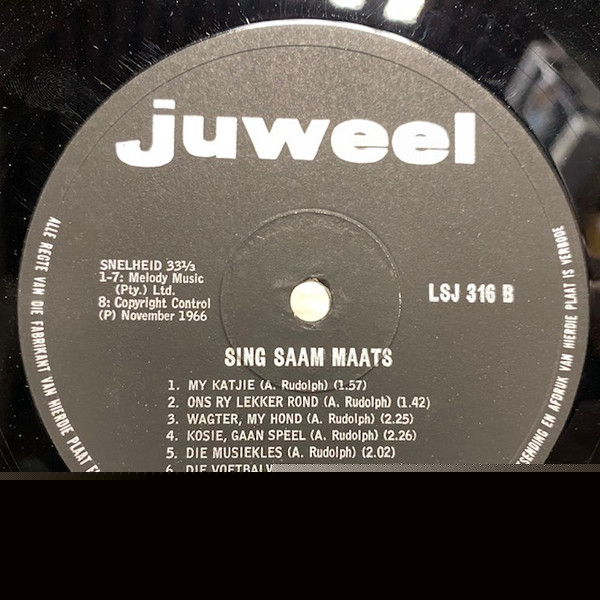 juweel
SNELHEID 33⅓
1-7: Melody Music
(Pty.) Ltd.
8: Copyright Control
(P) November 1966
LSJ 316 B
SING SAAM MAATS
1. MY KATJIE (A. Rudolph) (1.57)
2. ONS RY LEKKER ROND (A. Rudolph) (1.42)
3. WAGTER, MY HOND (A. Rudolph) (2.25)
4. KOSIE, GAAN SPEEL (A. Rudolph) (2.26)
5. DIE MUSIEKLES (A. Rudolph) (2.02)
6. DIE
ALLE REGTE VAN DIE FABRIKANT VAN HIERDIE PLAAT
EN AFDRUK VAN HIERDIE PLAAT IS VERBODE